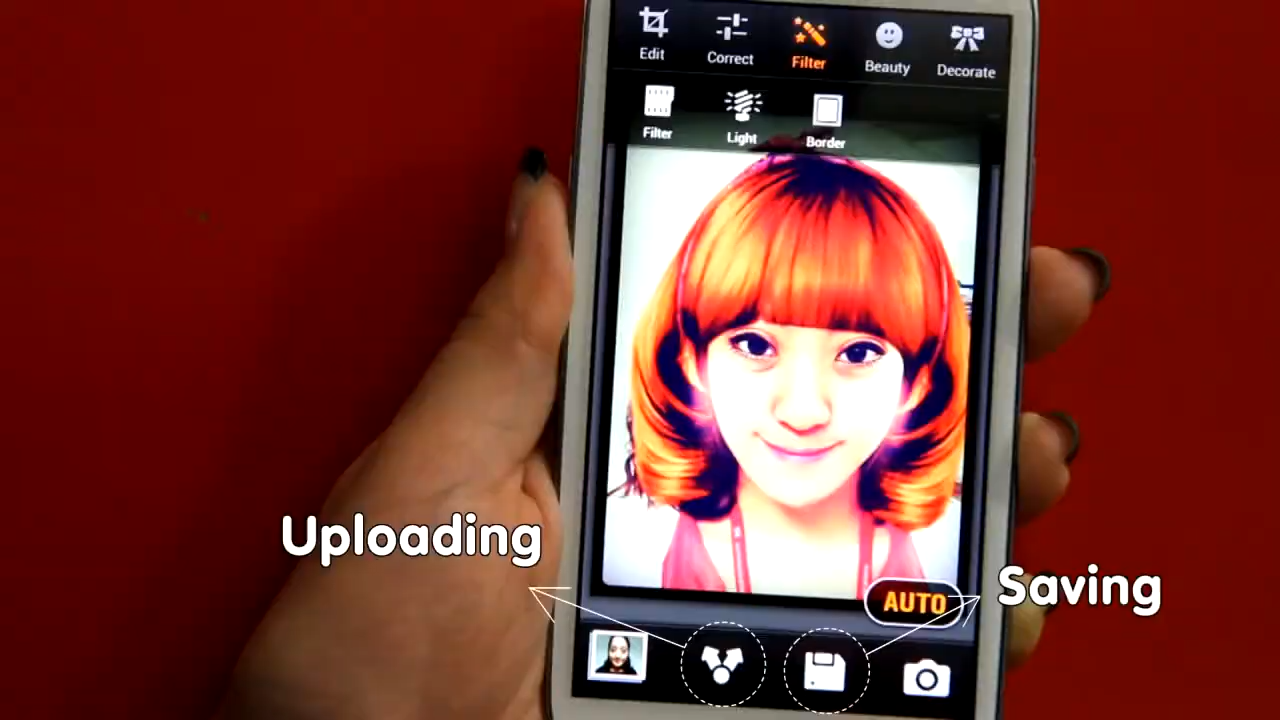 Edit Correct Filter Beauty Decorate
Filter Light Border
Uploading
AUTO
Saving